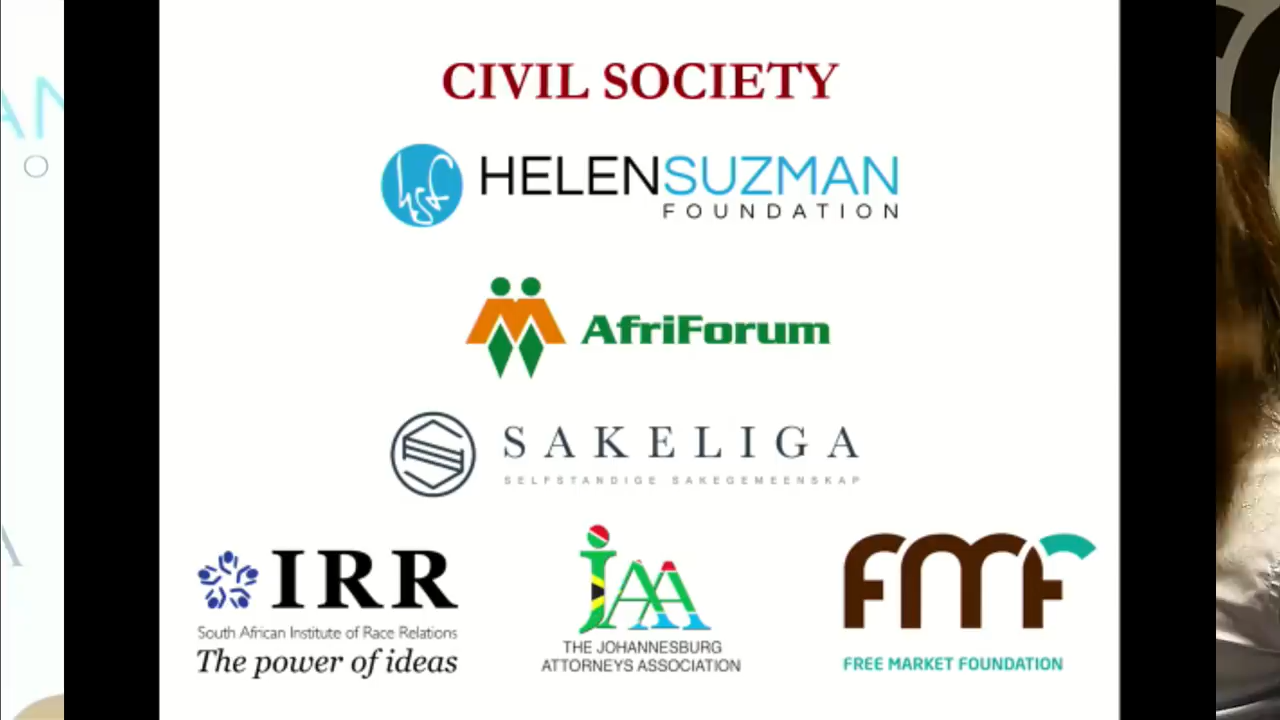 CIVIL SOCIETY
hsf
HELENSUZMAN
FOUNDATION
AfriForum
SAKELIGA
SELFSTANDIGE SAKEGEMEENSKAP
IRR
South African Institute of Race Relations
The power of ideas
JAA
THE JOHANNESBURG
ATTORNEYS ASSOCIATION
FMF
FREE MARKET FOUNDATION